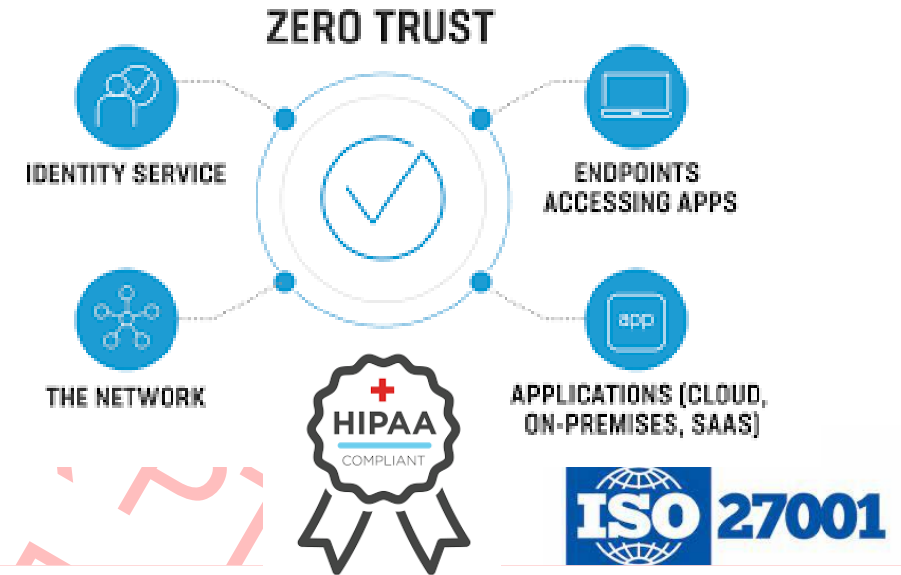 ZERO TRUST
IDENTITY SERVICE
ENDPOINTS
ACCESSING APPS
THE NETWORK
app
APPLICATIONS (CLOUD,
ON-PREMISES, SAAS)
HIPAA
COMPLIANT
ISO 27001